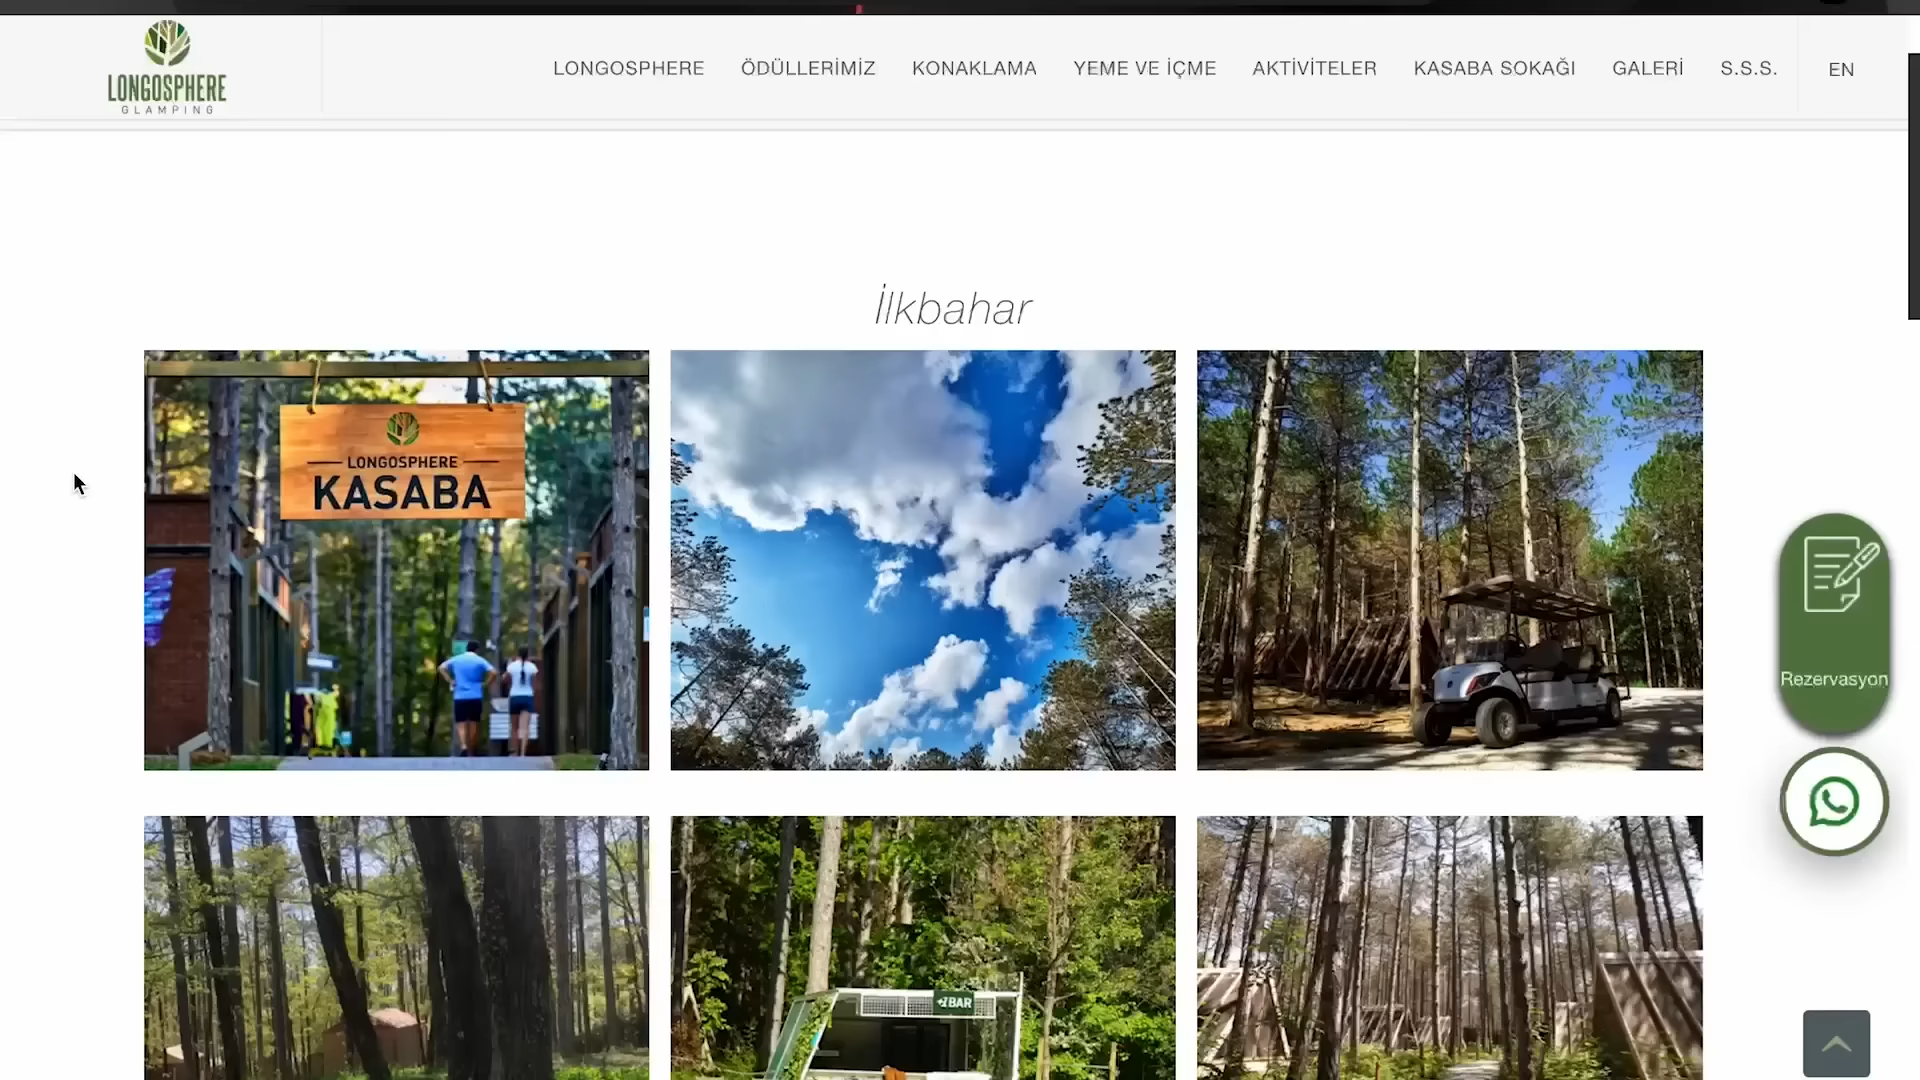 LONGOSPHERE
GLAMPING
LONGOSPHERE ÖDÜLLERİMİZ KONAKLAMA YEME VE İÇME AKTİVİTELER KASABA SOKAĞI GALERİ S.S.S. EN
İlkbahar
LONGOSPHERE
KASABA
Rezervasyon
BAR